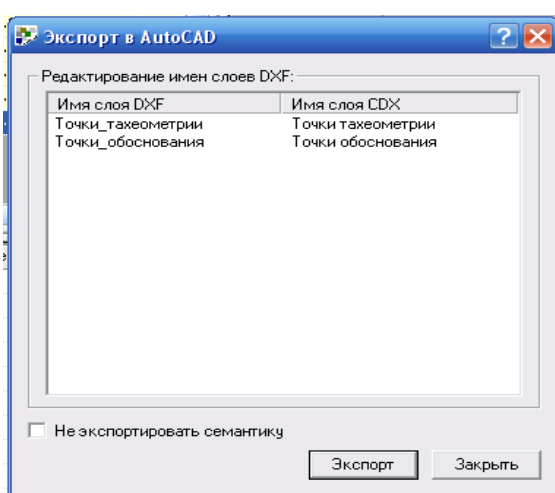 Экспорт в AutoCAD
Редактирование имен слоев DXF:
Имя слоя DXF Имя слоя CDX
Точки_тахеометрии Точки тахеометрии
Точки_обоснования Точки обоснования
Не экспортировать семантику
Экспорт Закрыть